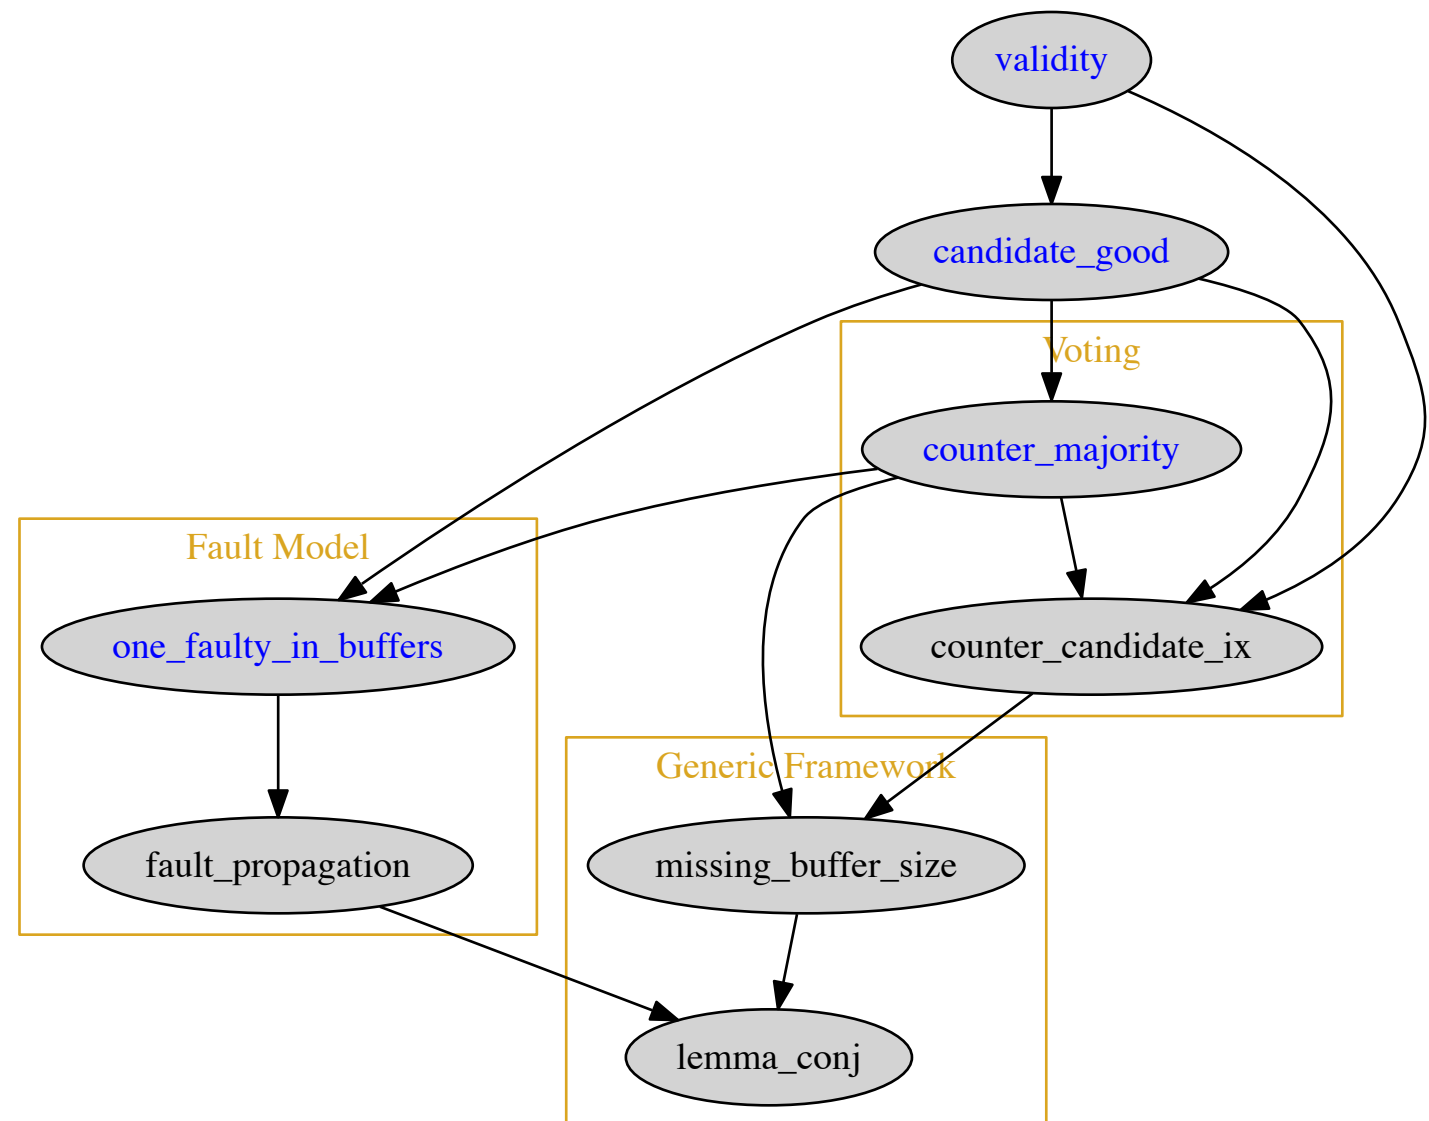 validity
candidate_good
Voting
counter_majority
Fault Model
one_faulty_in_buffers
counter_candidate_ix
Generic Framework
fault_propagation
missing_buffer_size
lemma_conj